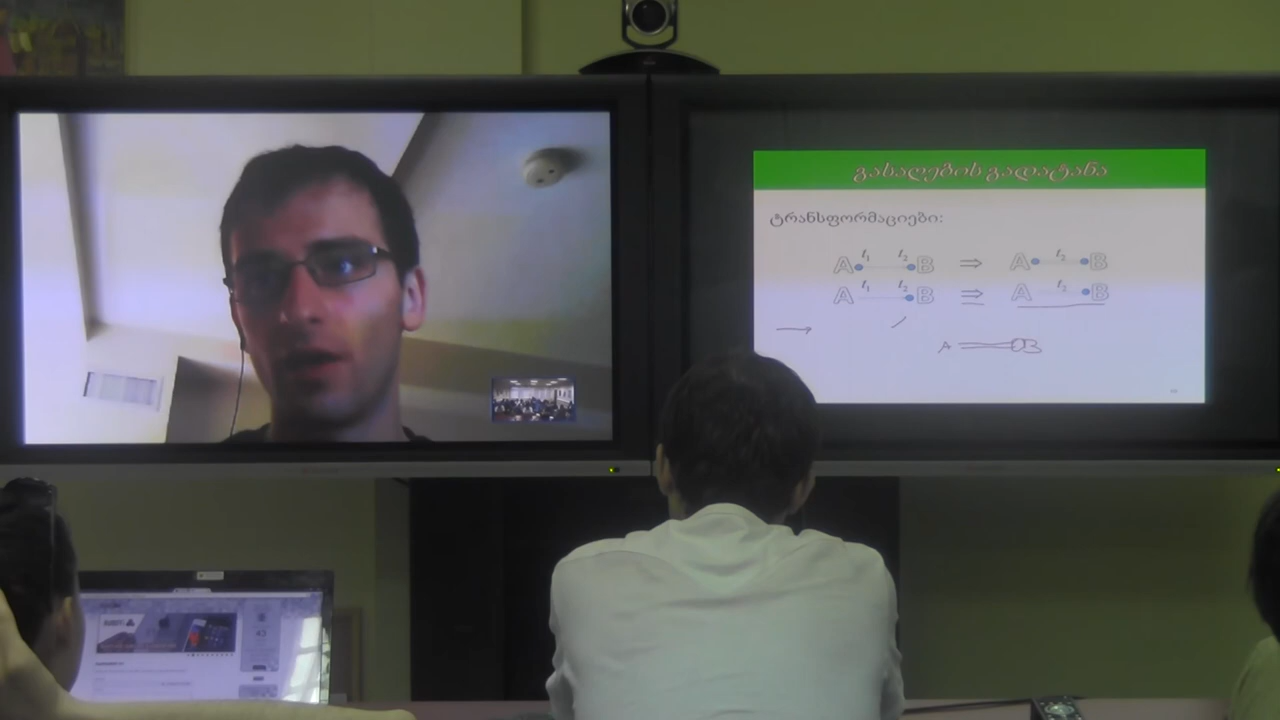 გასაღების გადატანა
ტრანსფორმაციები:
A t₁ t₂ B ⇒ A t₂ B
A t₁ t₂ B ⇒ A t₂ B
A B